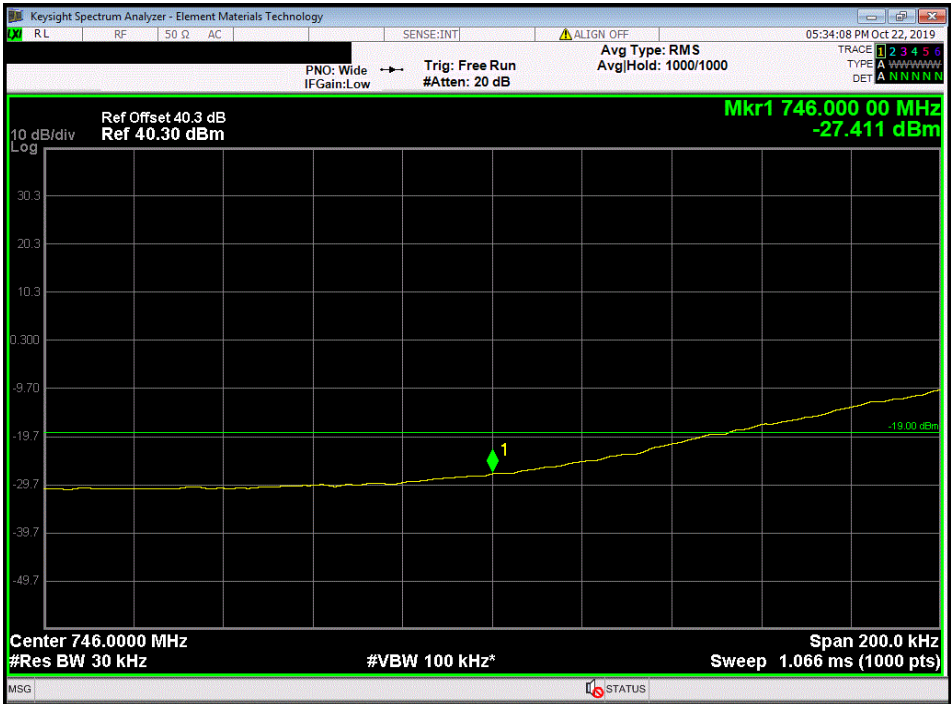 Keysight Spectrum Analyzer - Element Materials Technology
LXI RL RF 50 Ω AC SENSE:INT ALIGN OFF 05:34:08 PM Oct 22, 2019
PNO: Wide Trig: Free Run Avg Type: RMS TRACE 1 2 3 4 5 6
IFGain:Low #Atten: 20 dB Avg|Hold: 1000/1000 TYPE A WWWWW
DET A N N N N N
Mkr1 746.000 00 MHz
-27.411 dBm
Ref Offset 40.3 dB
10 dB/div Ref 40.30 dBm
Log
30.3
20.3
10.3
0.300
-9.70
-19.00 dBm
-19.7
1
-29.7
-39.7
-49.7
Center 746.0000 MHz Span 200.0 kHz
#Res BW 30 kHz #VBW 100 kHz* Sweep 1.066 ms (1000 pts)
MSG STATUS